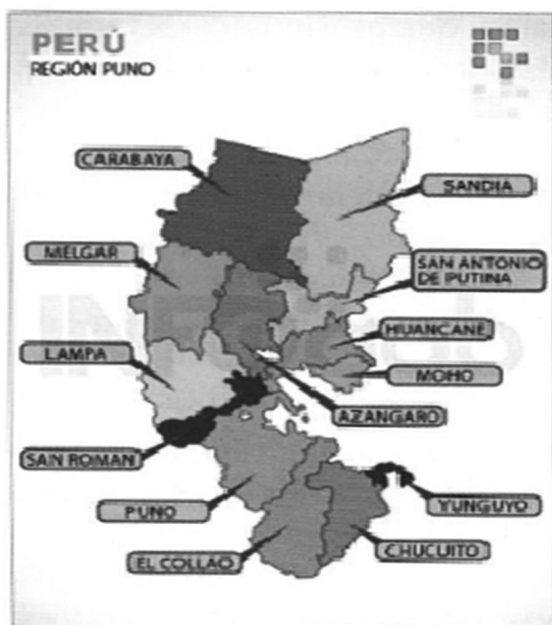 PERÚ
REGIÓN PUNO
CARABAYA
SANDIA
MELGAR
SAN ANTONIO
DE PUTINA
HUANCANE
LAMPA
MOHO
AZANGARO
SAN ROMAN
PUNO
YUNGUYO
EL COLLAO
CHUCUITO